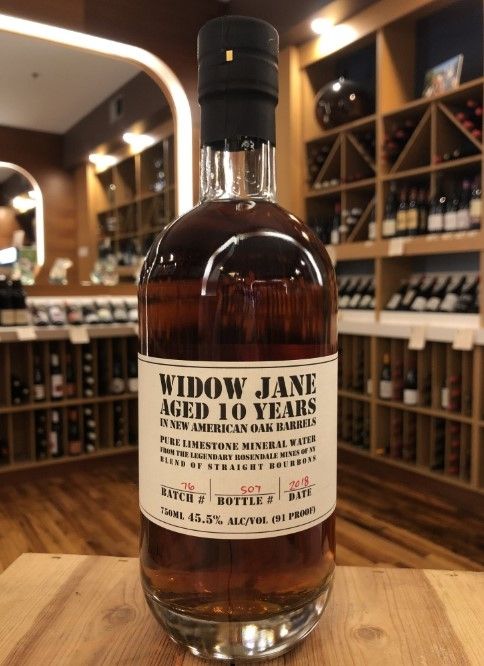 WIDOW JANE
AGED 10 YEARS
IN NEW AMERICAN OAK BARRELS
PURE LIMESTONE MINERAL WATER
FROM THE LEGENDARY ROSENDALE MINES OF NY
BLEND OF STRAIGHT BOURBONS
76 507 2018
BATCH # BOTTLE # DATE
750ML 45.5% ALC/VOL (91 PROOF)